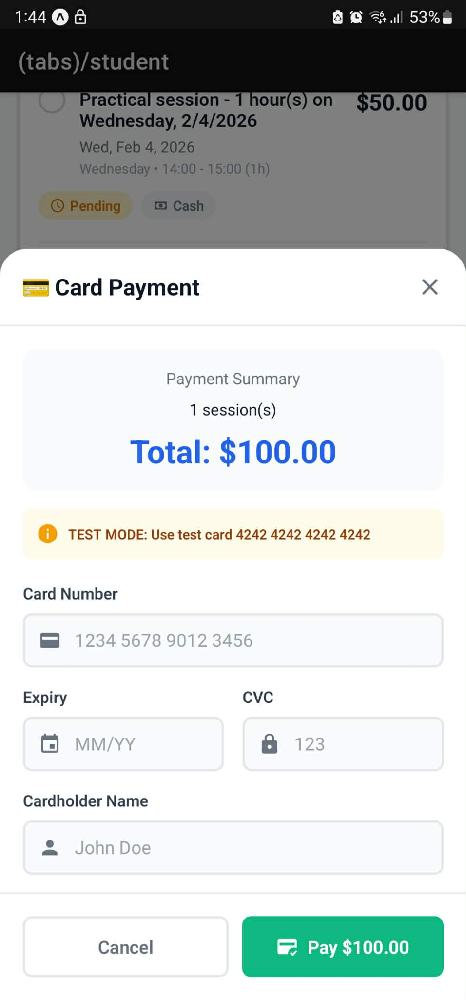 1:44
53%
(tabs)/student
Practical session - 1 hour(s) on
Wednesday, 2/4/2026
$50.00
Wed, Feb 4, 2026
Wednesday • 14:00 - 15:00 (1h)
Pending
Cash
Card Payment
Payment Summary
1 session(s)
Total: $100.00
TEST MODE: Use test card 4242 4242 4242 4242
Card Number
1234 5678 9012 3456
Expiry
CVC
MM/YY
123
Cardholder Name
John Doe
Cancel
Pay $100.00